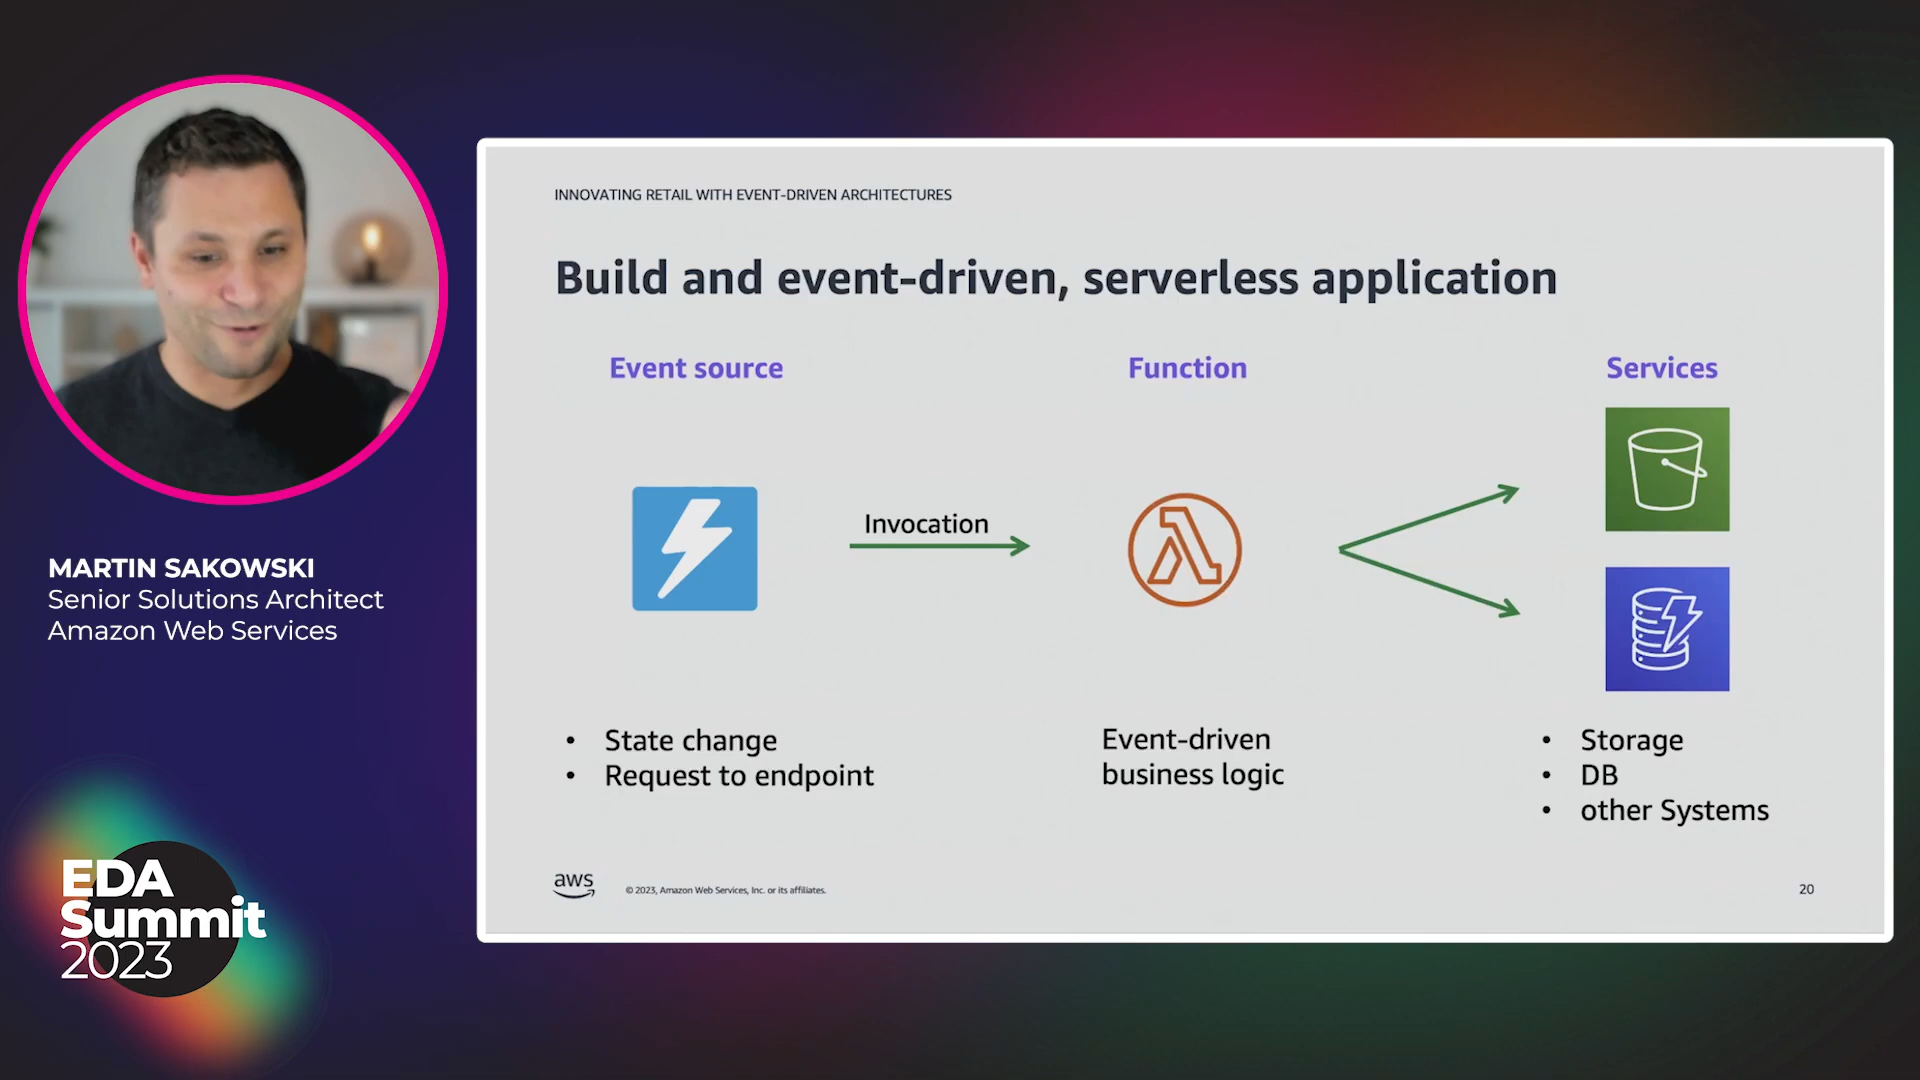 MARTIN SAKOWSKI
Senior Solutions Architect
Amazon Web Services
EDA
Summit
2023
INNOVATING RETAIL WITH EVENT-DRIVEN ARCHITECTURES
Build and event-driven, serverless application
Event source
Function
Services
Invocation
• State change
• Request to endpoint
Event-driven
business logic
• Storage
• DB
• other Systems
aws
© 2023, Amazon Web Services, Inc. or its affiliates.
20